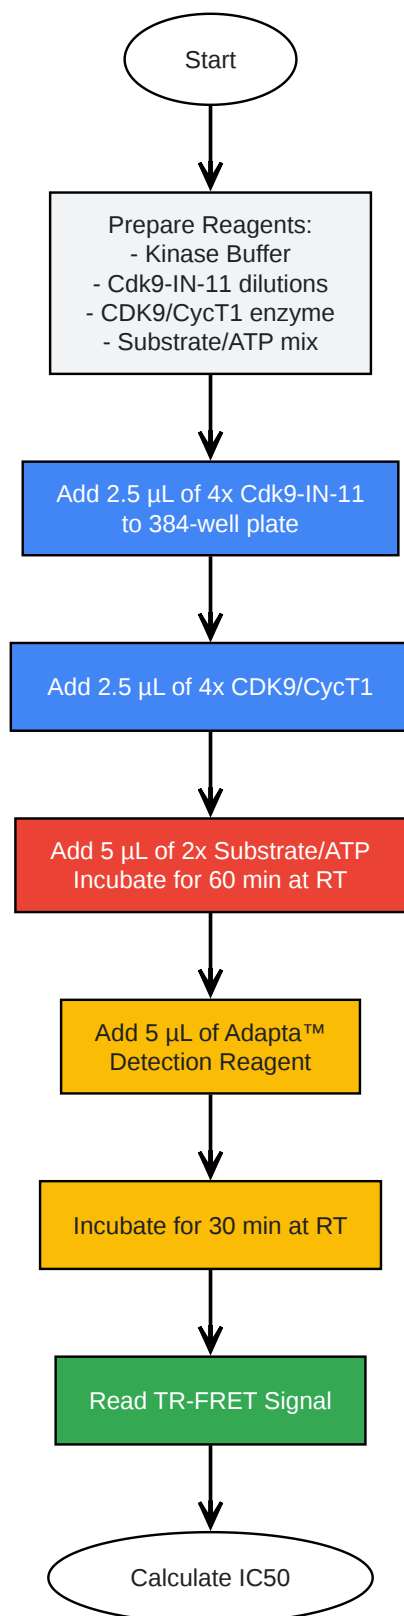 Start
Prepare Reagents:
- Kinase Buffer
- Cdk9-IN-11 dilutions
- CDK9/CycT1 enzyme
- Substrate/ATP mix
Add 2.5 µL of 4x Cdk9-IN-11
to 384-well plate
Add 2.5 µL of 4x CDK9/CycT1
Add 5 µL of 2x Substrate/ATP
Incubate for 60 min at RT
Add 5 µL of Adapta™
Detection Reagent
Incubate for 30 min at RT
Read TR-FRET Signal
Calculate IC50